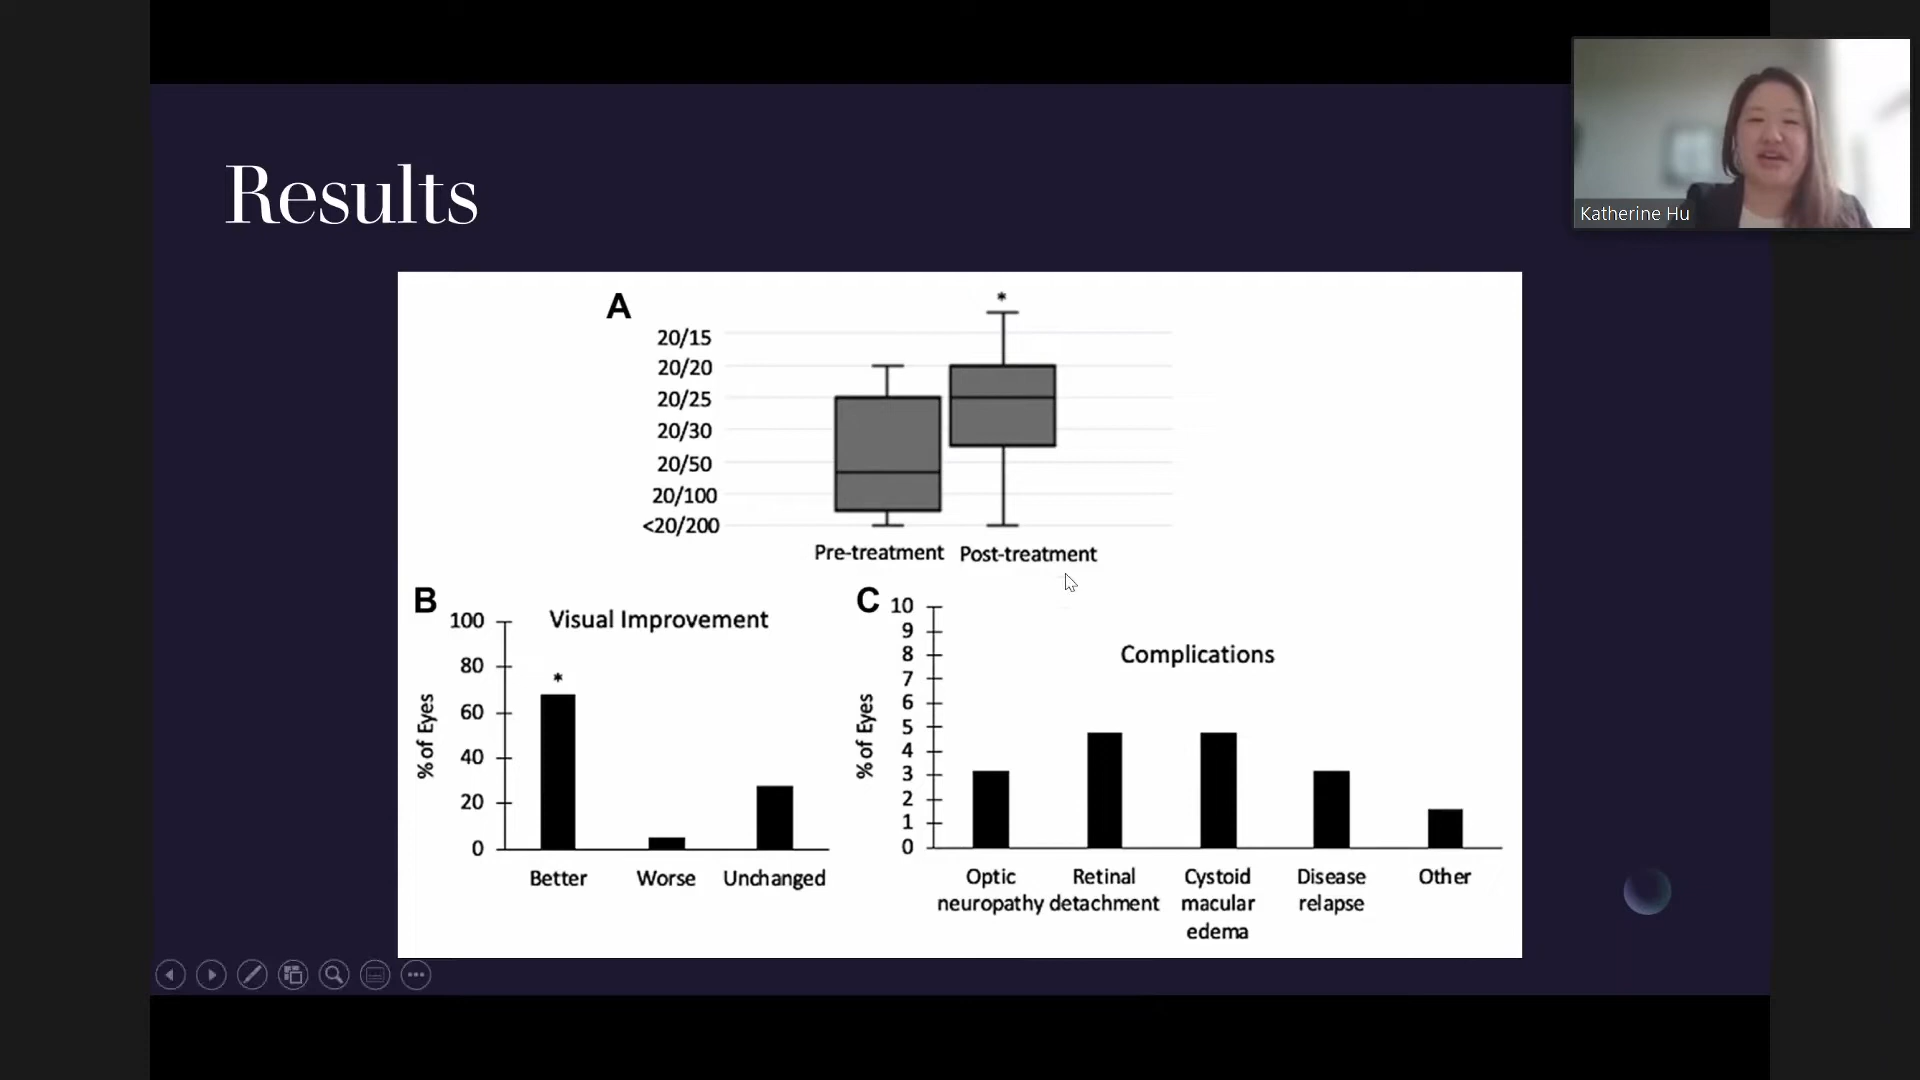 Results
Katherine Hu
A
*
20/15
20/20
20/25
20/30
20/50
20/100
<20/200
Pre-treatment Post-treatment
B
Visual Improvement
100
80
60
40
20
0
% of Eyes
*
Better Worse Unchanged
C
Complications
10
9
8
7
6
5
4
3
2
1
0
% of Eyes
Optic neuropathy
Retinal detachment
Cystoid macular edema
Disease relapse
Other